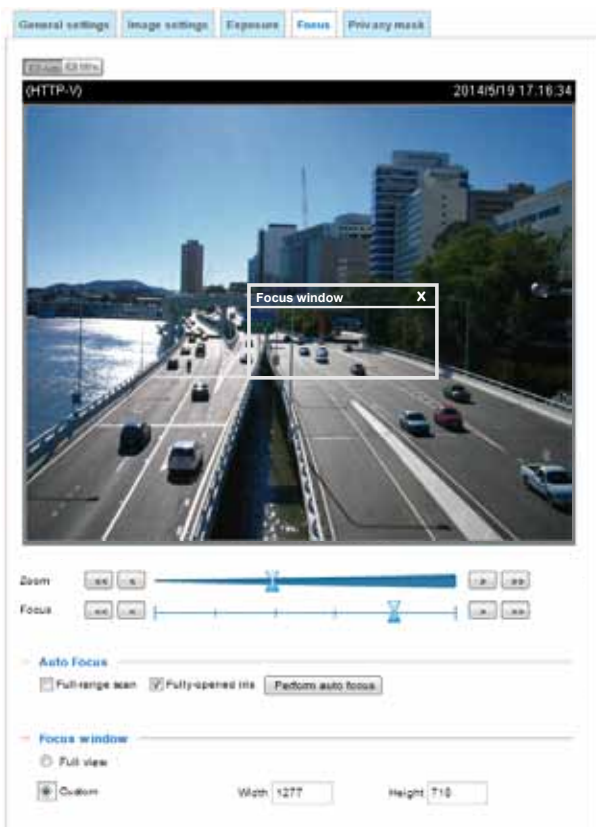 General settings Image settings Exposure Focus Privacy mask
(HTTP-V) 2014/5/19 17:16:34
Focus window X
Zoom << < > >>
Focus << < > >>
Auto Focus
Full-range scan Fully-opened iris Perform auto focus
Focus window
Full view
Custom Width 1277 Height 710